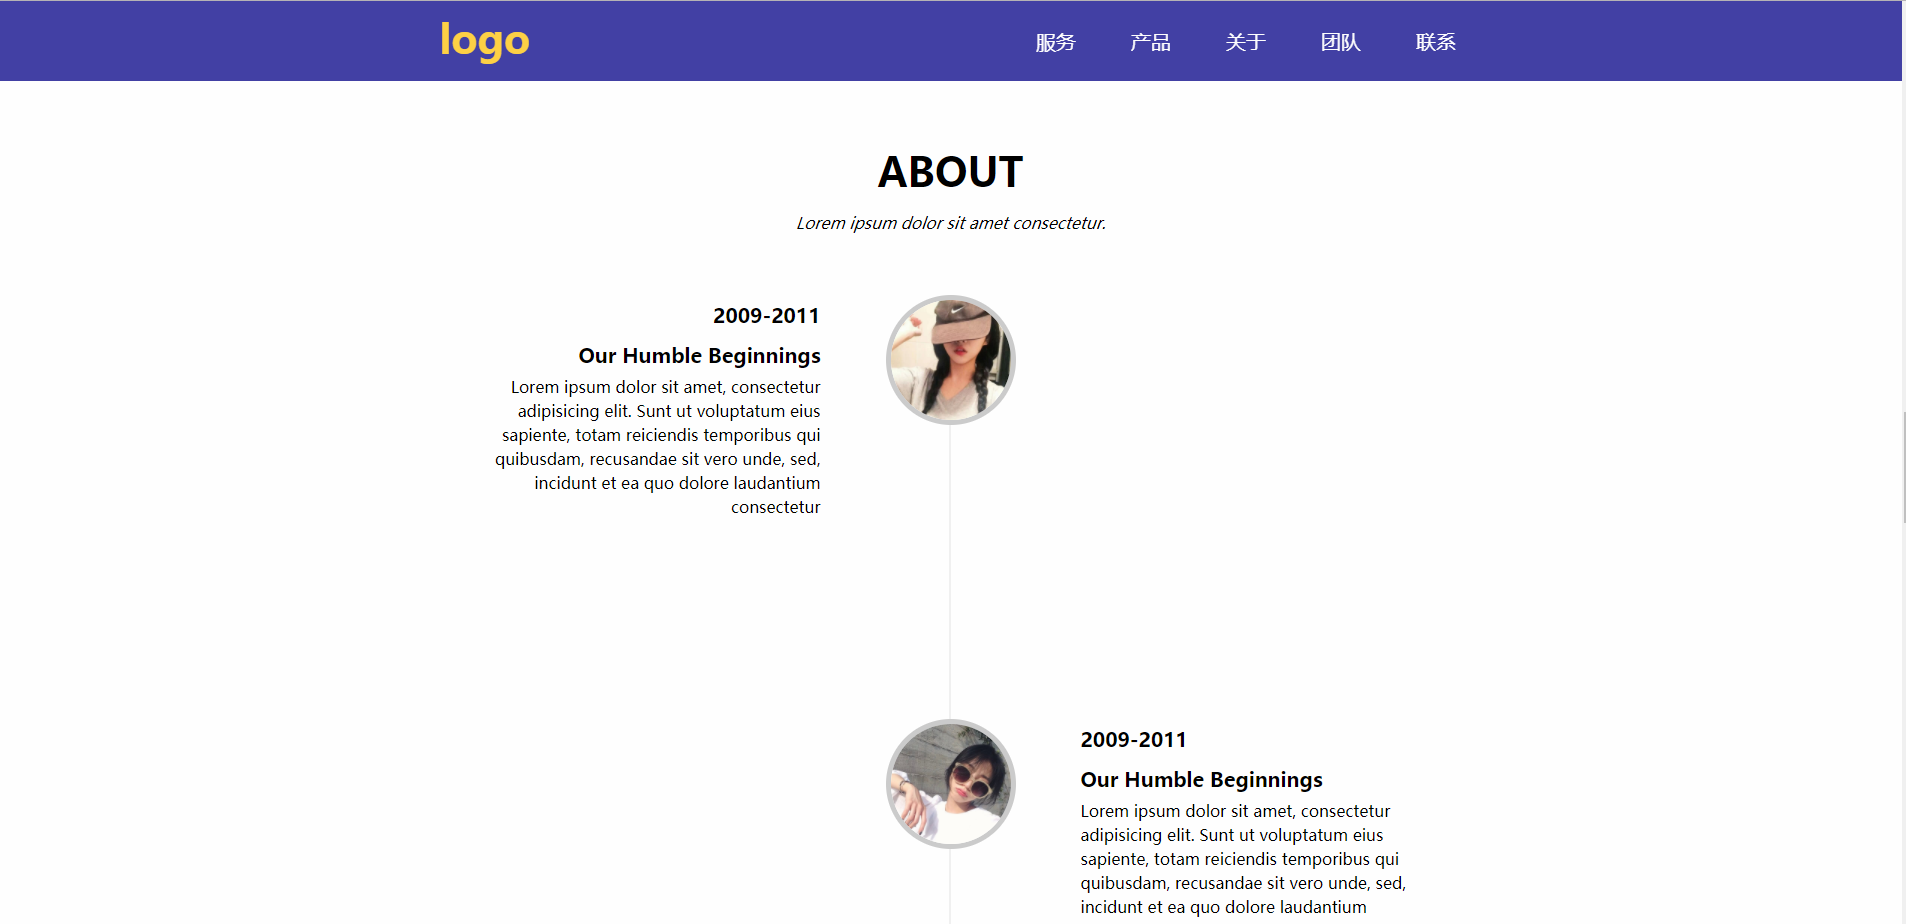 logo
服务 产品 关于 团队 联系
ABOUT
Lorem ipsum dolor sit amet consectetur.
2009-2011
Our Humble Beginnings
Lorem ipsum dolor sit amet, consectetur
adipisicing elit. Sunt ut voluptatum eius
sapiente, totam reiciendis temporibus qui
quibusdam, recusandae sit vero unde, sed,
incidunt et ea quo dolore laudantium
consectetur
2009-2011
Our Humble Beginnings
Lorem ipsum dolor sit amet, consectetur
adipisicing elit. Sunt ut voluptatum eius
sapiente, totam reiciendis temporibus qui
quibusdam, recusandae sit vero unde, sed,
incidunt et ea quo dolore laudantium